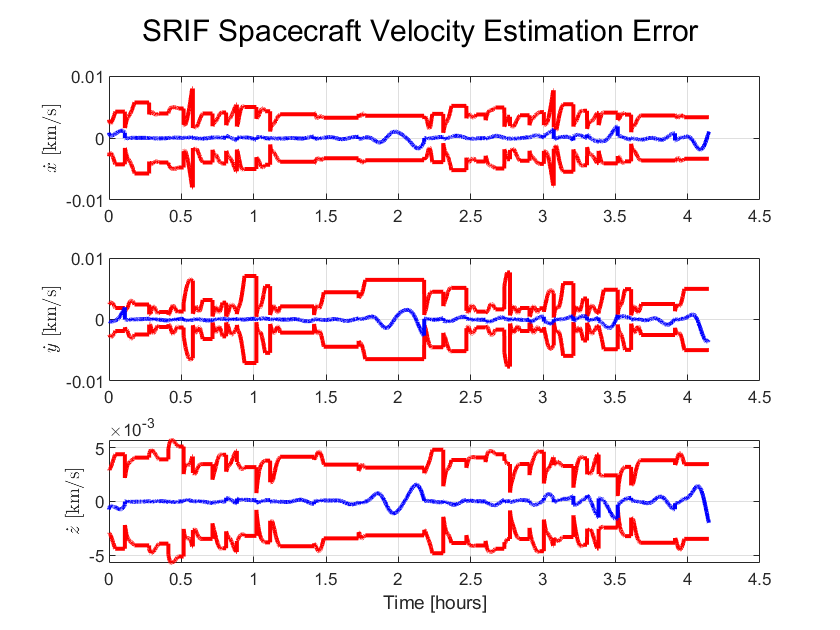 SRIF Spacecraft Velocity Estimation Error
0.01
0
-0.01
ẋ [km/s]
0 0.5 1 1.5 2 2.5 3 3.5 4 4.5
0.01
0
-0.01
ẏ [km/s]
0 0.5 1 1.5 2 2.5 3 3.5 4 4.5
×10⁻³
5
0
-5
ż [km/s]
0 0.5 1 1.5 2 2.5 3 3.5 4 4.5
Time [hours]